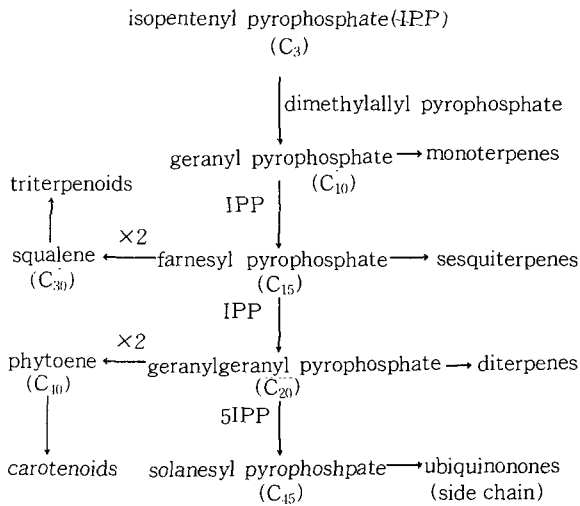 isopentenyl pyrophosphate (IPP)
(C₃)
dimethylallyl pyrophosphate
geranyl pyrophosphate → monoterpenes
(C₁₀)
triterpenoids
IPP
×2
squalene ← farnesyl pyrophosphate → sesquiterpenes
(C₃₀)
(C₁₅)
IPP
×2
phytoene ← geranylgeranyl pyrophosphate → diterpenes
(C₄₀)
(C₂₀)
5IPP
carotenoids
solanesyl pyrophoshpate → ubiquinonones
(C₄₅)
(side chain)